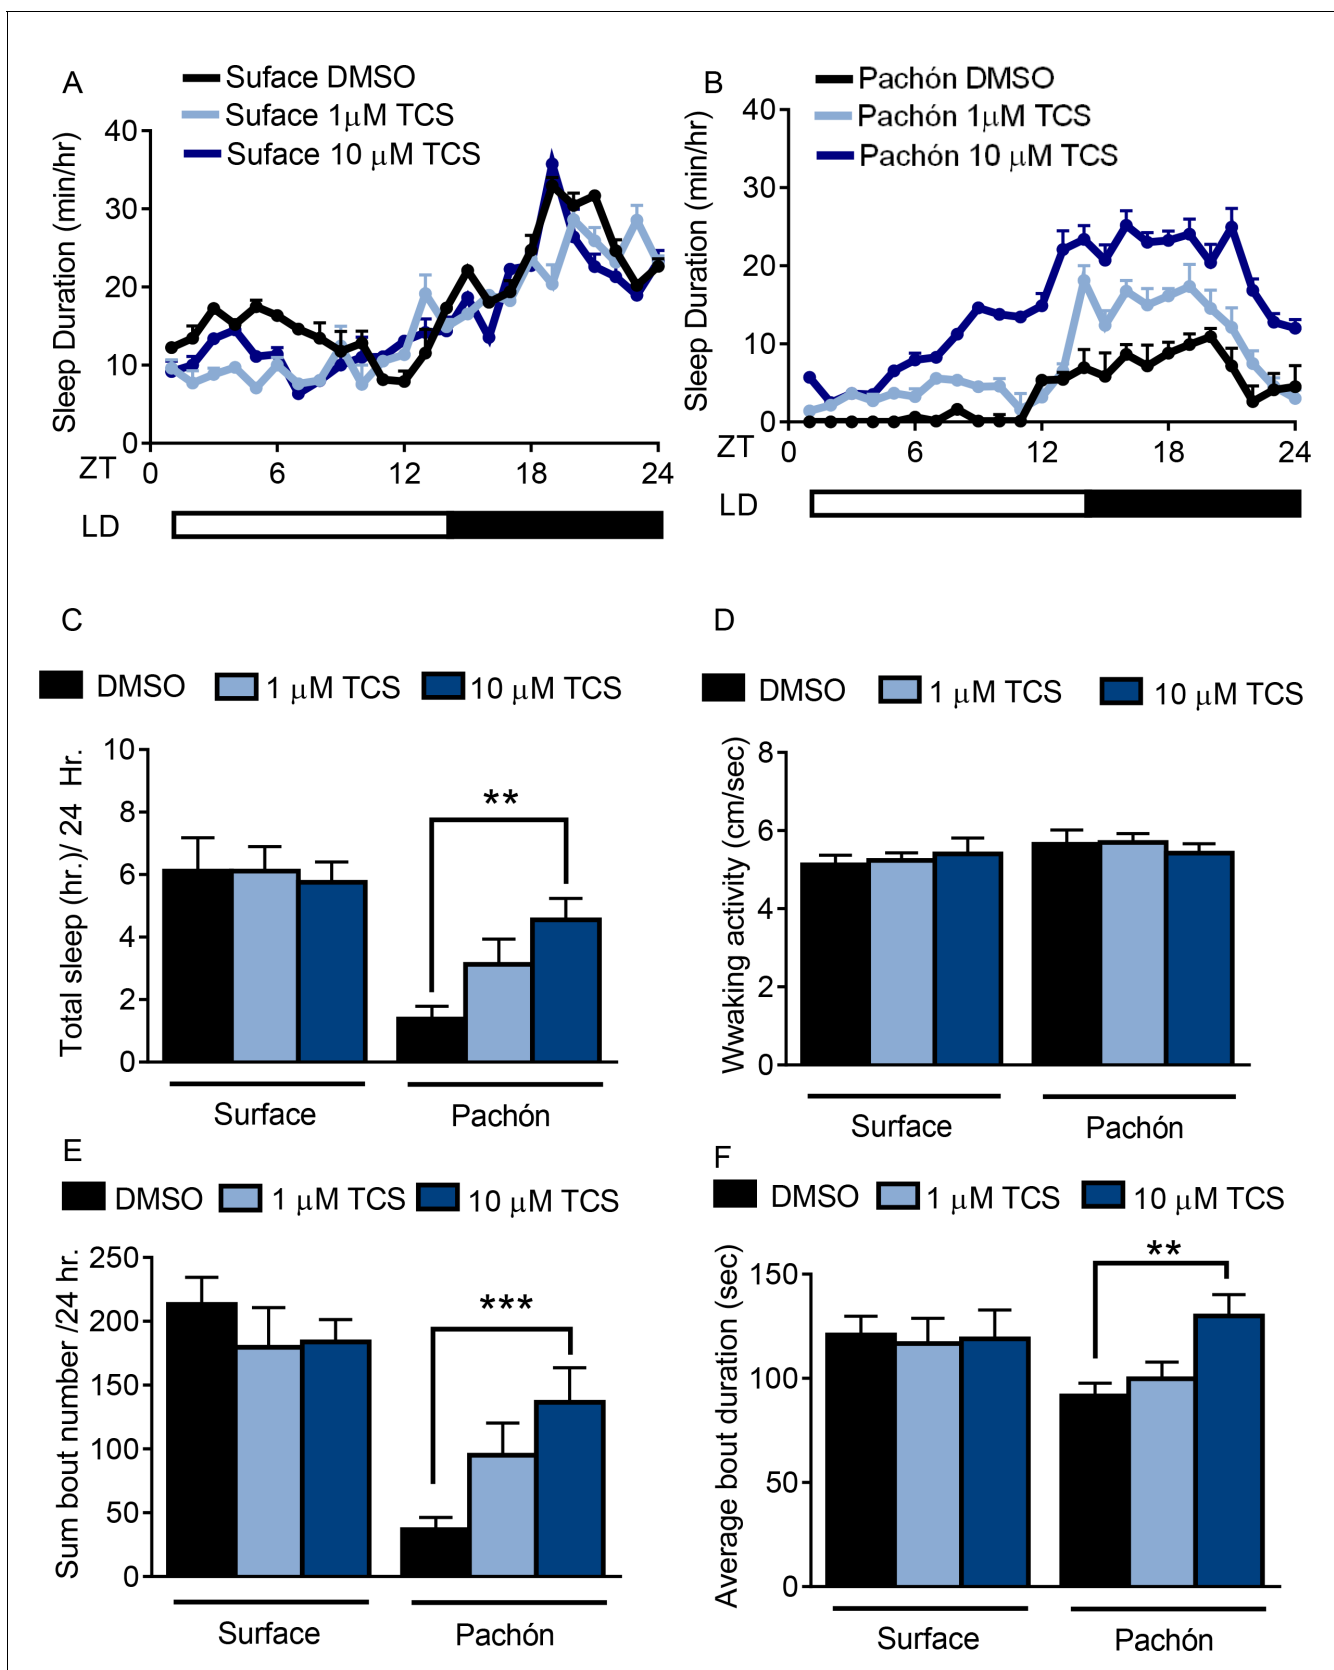 A
Suface DMSO
Suface 1μM TCS
Suface 10 μM TCS
Sleep Duration (min/hr)
40
30
20
10
0
ZT
0 6 12 18 24
LD
B
Pachón DMSO
Pachón 1μM TCS
Pachón 10 μM TCS
Sleep Duration (min/hr)
40
30
20
10
0
ZT
0 6 12 18 24
LD
C
DMSO 1 μM TCS 10 μM TCS
Total sleep (hr.)/ 24 Hr.
10
8
6
4
2
0
**
Surface Pachón
D
DMSO 1 μM TCS 10 μM TCS
Wwaking activity (cm/sec)
8
6
4
2
0
Surface Pachón
E
DMSO 1 μM TCS 10 μM TCS
Sum bout number /24 hr.
250
200
150
100
50
0
***
Surface Pachón
F
DMSO 1 μM TCS 10 μM TCS
Average bout duration (sec)
150
100
50
0
**
Surface Pachón